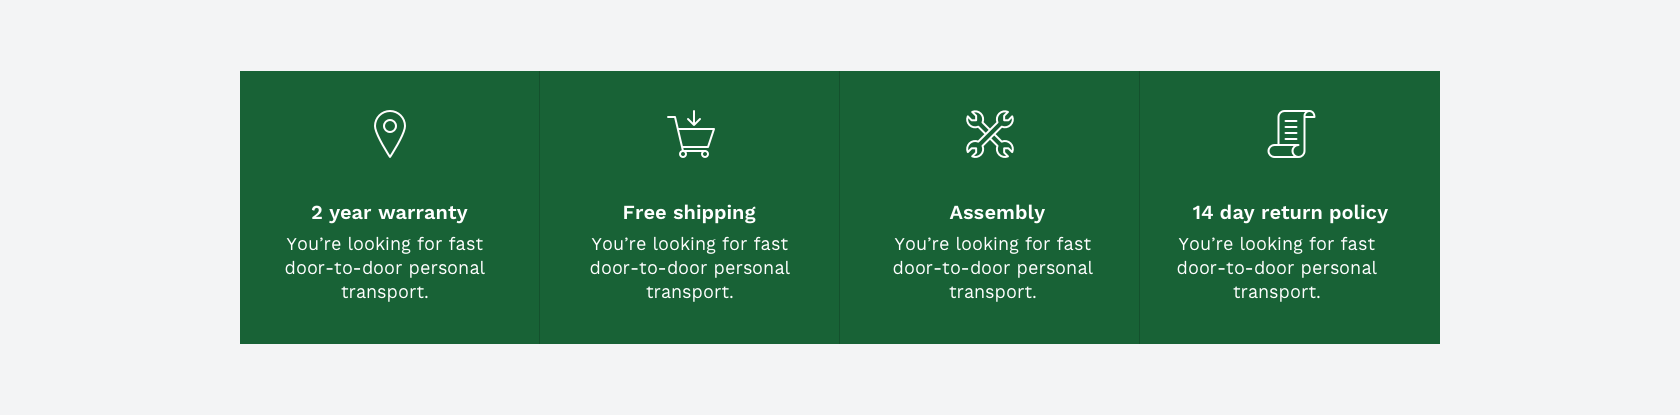 2 year warranty
You’re looking for fast
door-to-door personal
transport.
Free shipping
You’re looking for fast
door-to-door personal
transport.
Assembly
You’re looking for fast
door-to-door personal
transport.
14 day return policy
You’re looking for fast
door-to-door personal
transport.